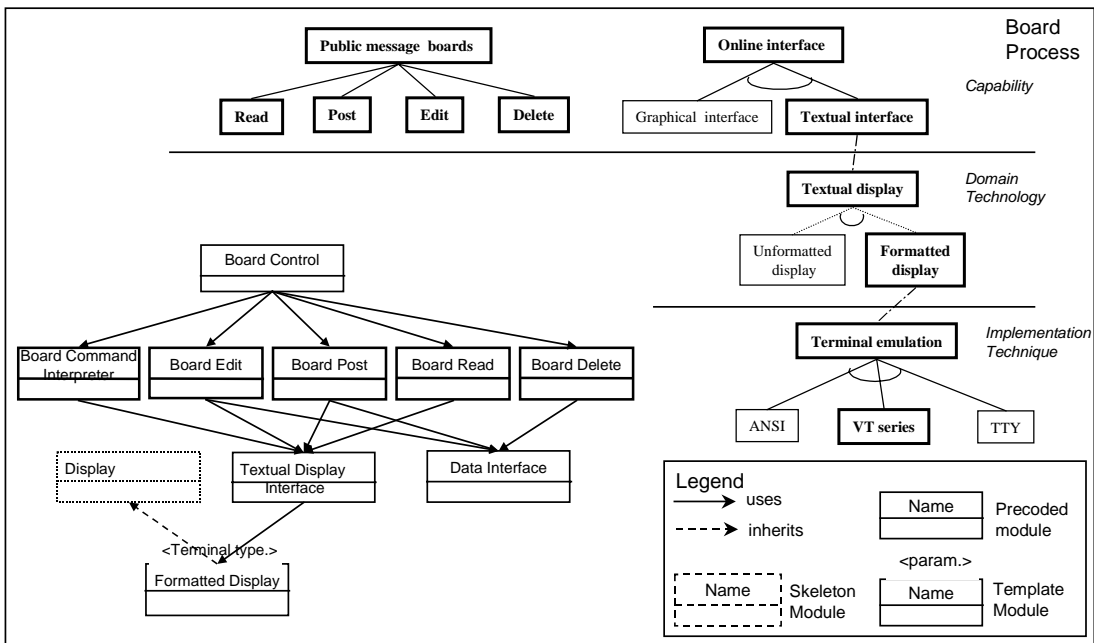 Board
Process
Public message boards
Online interface
Capability
Read
Post
Edit
Delete
Graphical interface
Textual interface
Textual display
Domain
Technology
Unformatted
display
Formatted
display
Board Control
Terminal emulation
Implementation
Technique
Board Command
Interpreter
Board Edit
Board Post
Board Read
Board Delete
ANSI
VT series
TTY
Display
Textual Display
Interface
Data Interface
<Terminal type.>
Formatted Display
Legend
uses
inherits
Name
Precoded
module
<param.>
Name
Skeleton
Module
Name
Template
Module